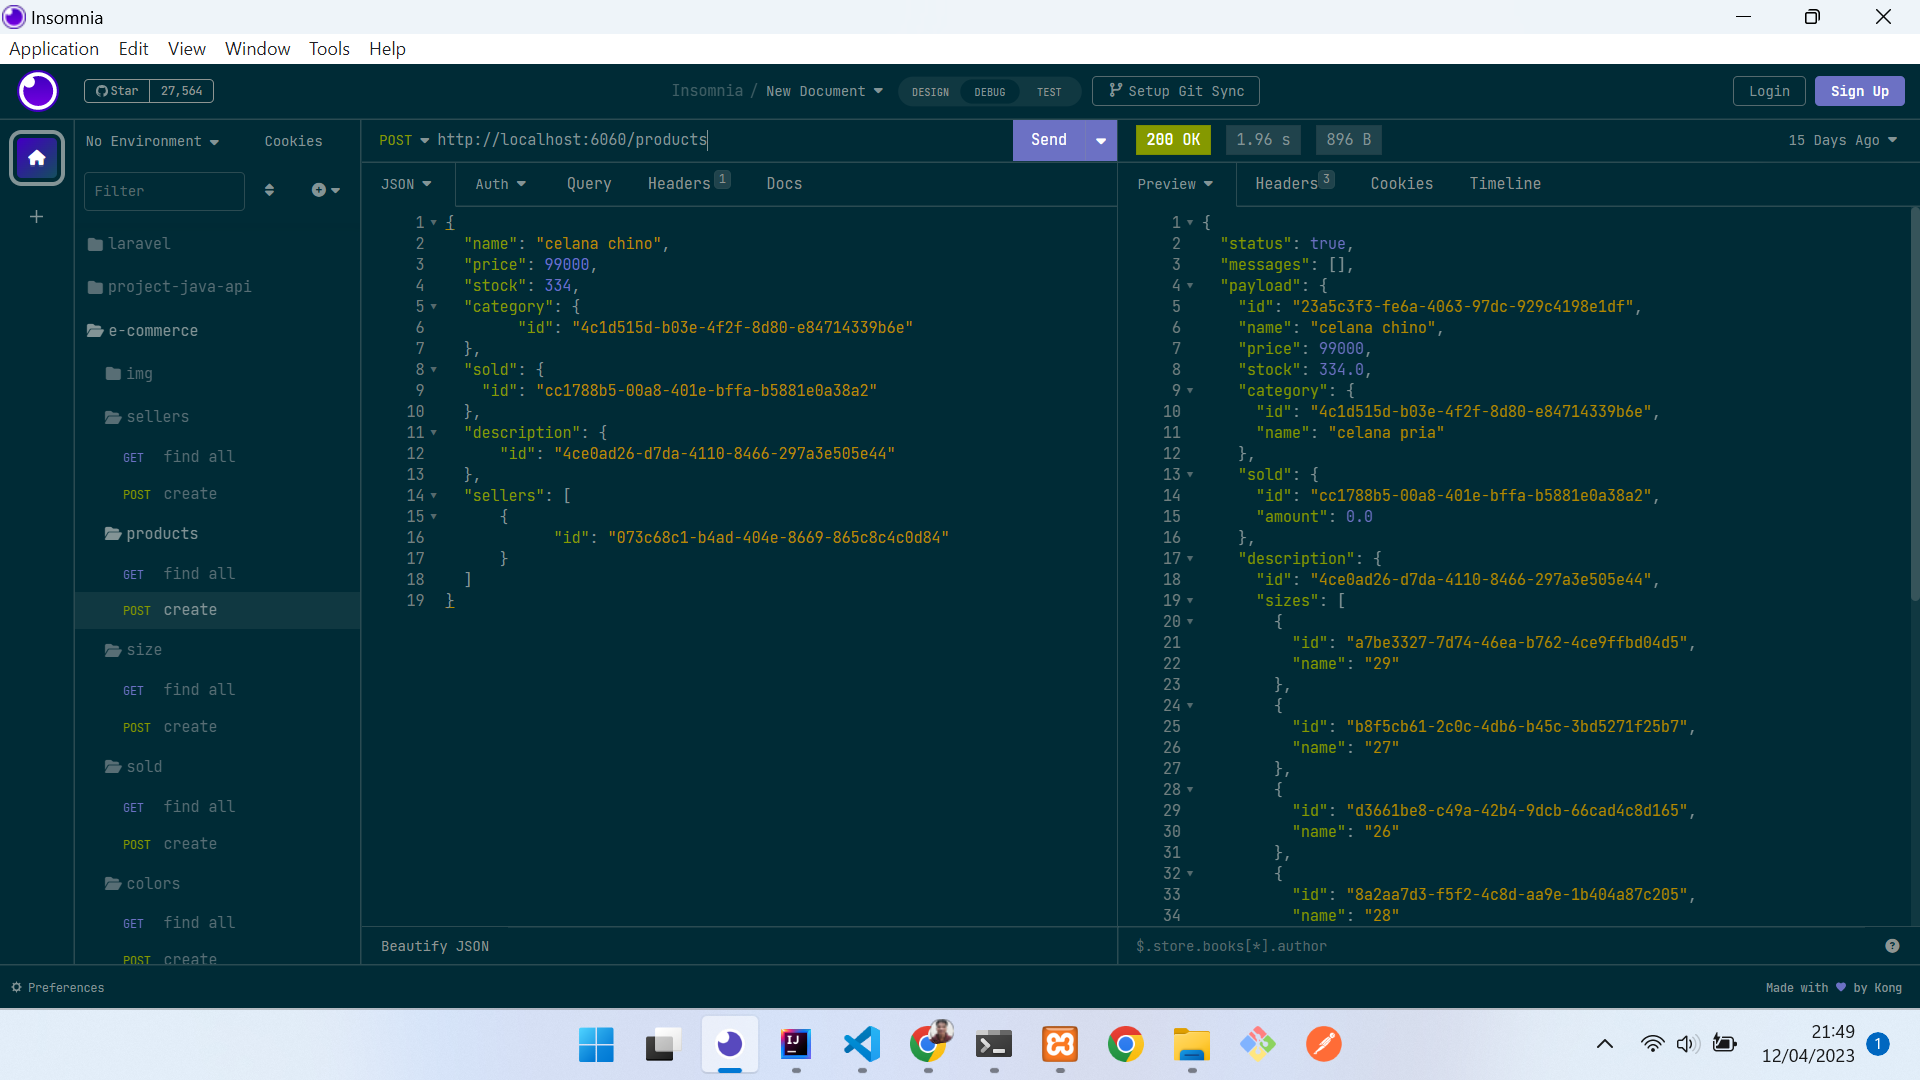 Insomnia
Application Edit View Window Tools Help
Star 27,564
Insomnia / New Document
DESIGN DEBUG TEST
Setup Git Sync
Login
Sign Up
No Environment Cookies
Filter
laravel
project-java-api
e-commerce
img
sellers
GET find all
POST create
products
GET find all
POST create
size
GET find all
POST create
sold
GET find all
POST create
colors
GET find all
POST create
POST http://localhost:6060/products
Send
JSON Auth Query Headers 1 Docs
1 {
2 "name": "celana chino",
3 "price": 99000,
4 "stock": 334,
5 "category": {
6 "id": "4c1d515d-b03e-4f2f-8d80-e84714339b6e"
7 },
8 "sold": {
9 "id": "cc1788b5-00a8-401e-bffa-b5881e0a38a2"
10 },
11 "description": {
12 "id": "4ce0ad26-d7da-4110-8466-297a3e505e44"
13 },
14 "sellers": [
15 {
16 "id": "073c68c1-b4ad-404e-8669-865c8c4c0d84"
17 }
18 ]
19 }
Beautify JSON
200 OK 1.96 s 896 B
15 Days Ago
Preview Headers 3 Cookies Timeline
1 {
2 "status": true,
3 "messages": [],
4 "payload": {
5 "id": "23a5c3f3-fe6a-4063-97dc-929c4198e1df",
6 "name": "celana chino",
7 "price": 99000,
8 "stock": 334.0,
9 "category": {
10 "id": "4c1d515d-b03e-4f2f-8d80-e84714339b6e",
11 "name": "celana pria"
12 },
13 "sold": {
14 "id": "cc1788b5-00a8-401e-bffa-b5881e0a38a2",
15 "amount": 0.0
16 },
17 "description": {
18 "id": "4ce0ad26-d7da-4110-8466-297a3e505e44",
19 "sizes": [
20 {
21 "id": "a7be3327-7d74-46ea-b762-4ce9ffbd04d5",
22 "name": "29"
23 },
24 {
25 "id": "b8f5cb61-2c0c-4db6-b45c-3bd5271f25b7",
26 "name": "27"
27 },
28 {
29 "id": "d3661be8-c49a-42b4-9dcb-66cad4c8d165",
30 "name": "26"
31 },
32 {
33 "id": "8a2aa7d3-f5f2-4c8d-aa9e-1b404a87c205",
34 "name": "28"
$.store.books[*].author
Preferences
Made with ♥ by Kong
IJ
21:49
12/04/2023
1